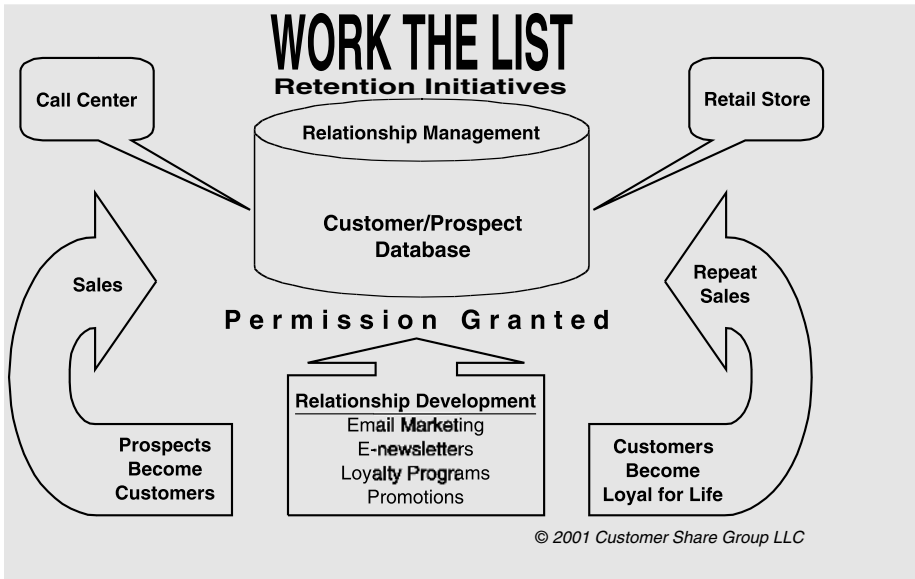 WORK THE LIST
Retention Initiatives
Call Center
Relationship Management
Retail Store
Customer/Prospect
Database
Sales
Repeat
Sales
Permission Granted
Relationship Development
Email Marketing
E-newsletters
Loyalty Programs
Promotions
Prospects
Become
Customers
Customers
Become
Loyal for Life
© 2001 Customer Share Group LLC